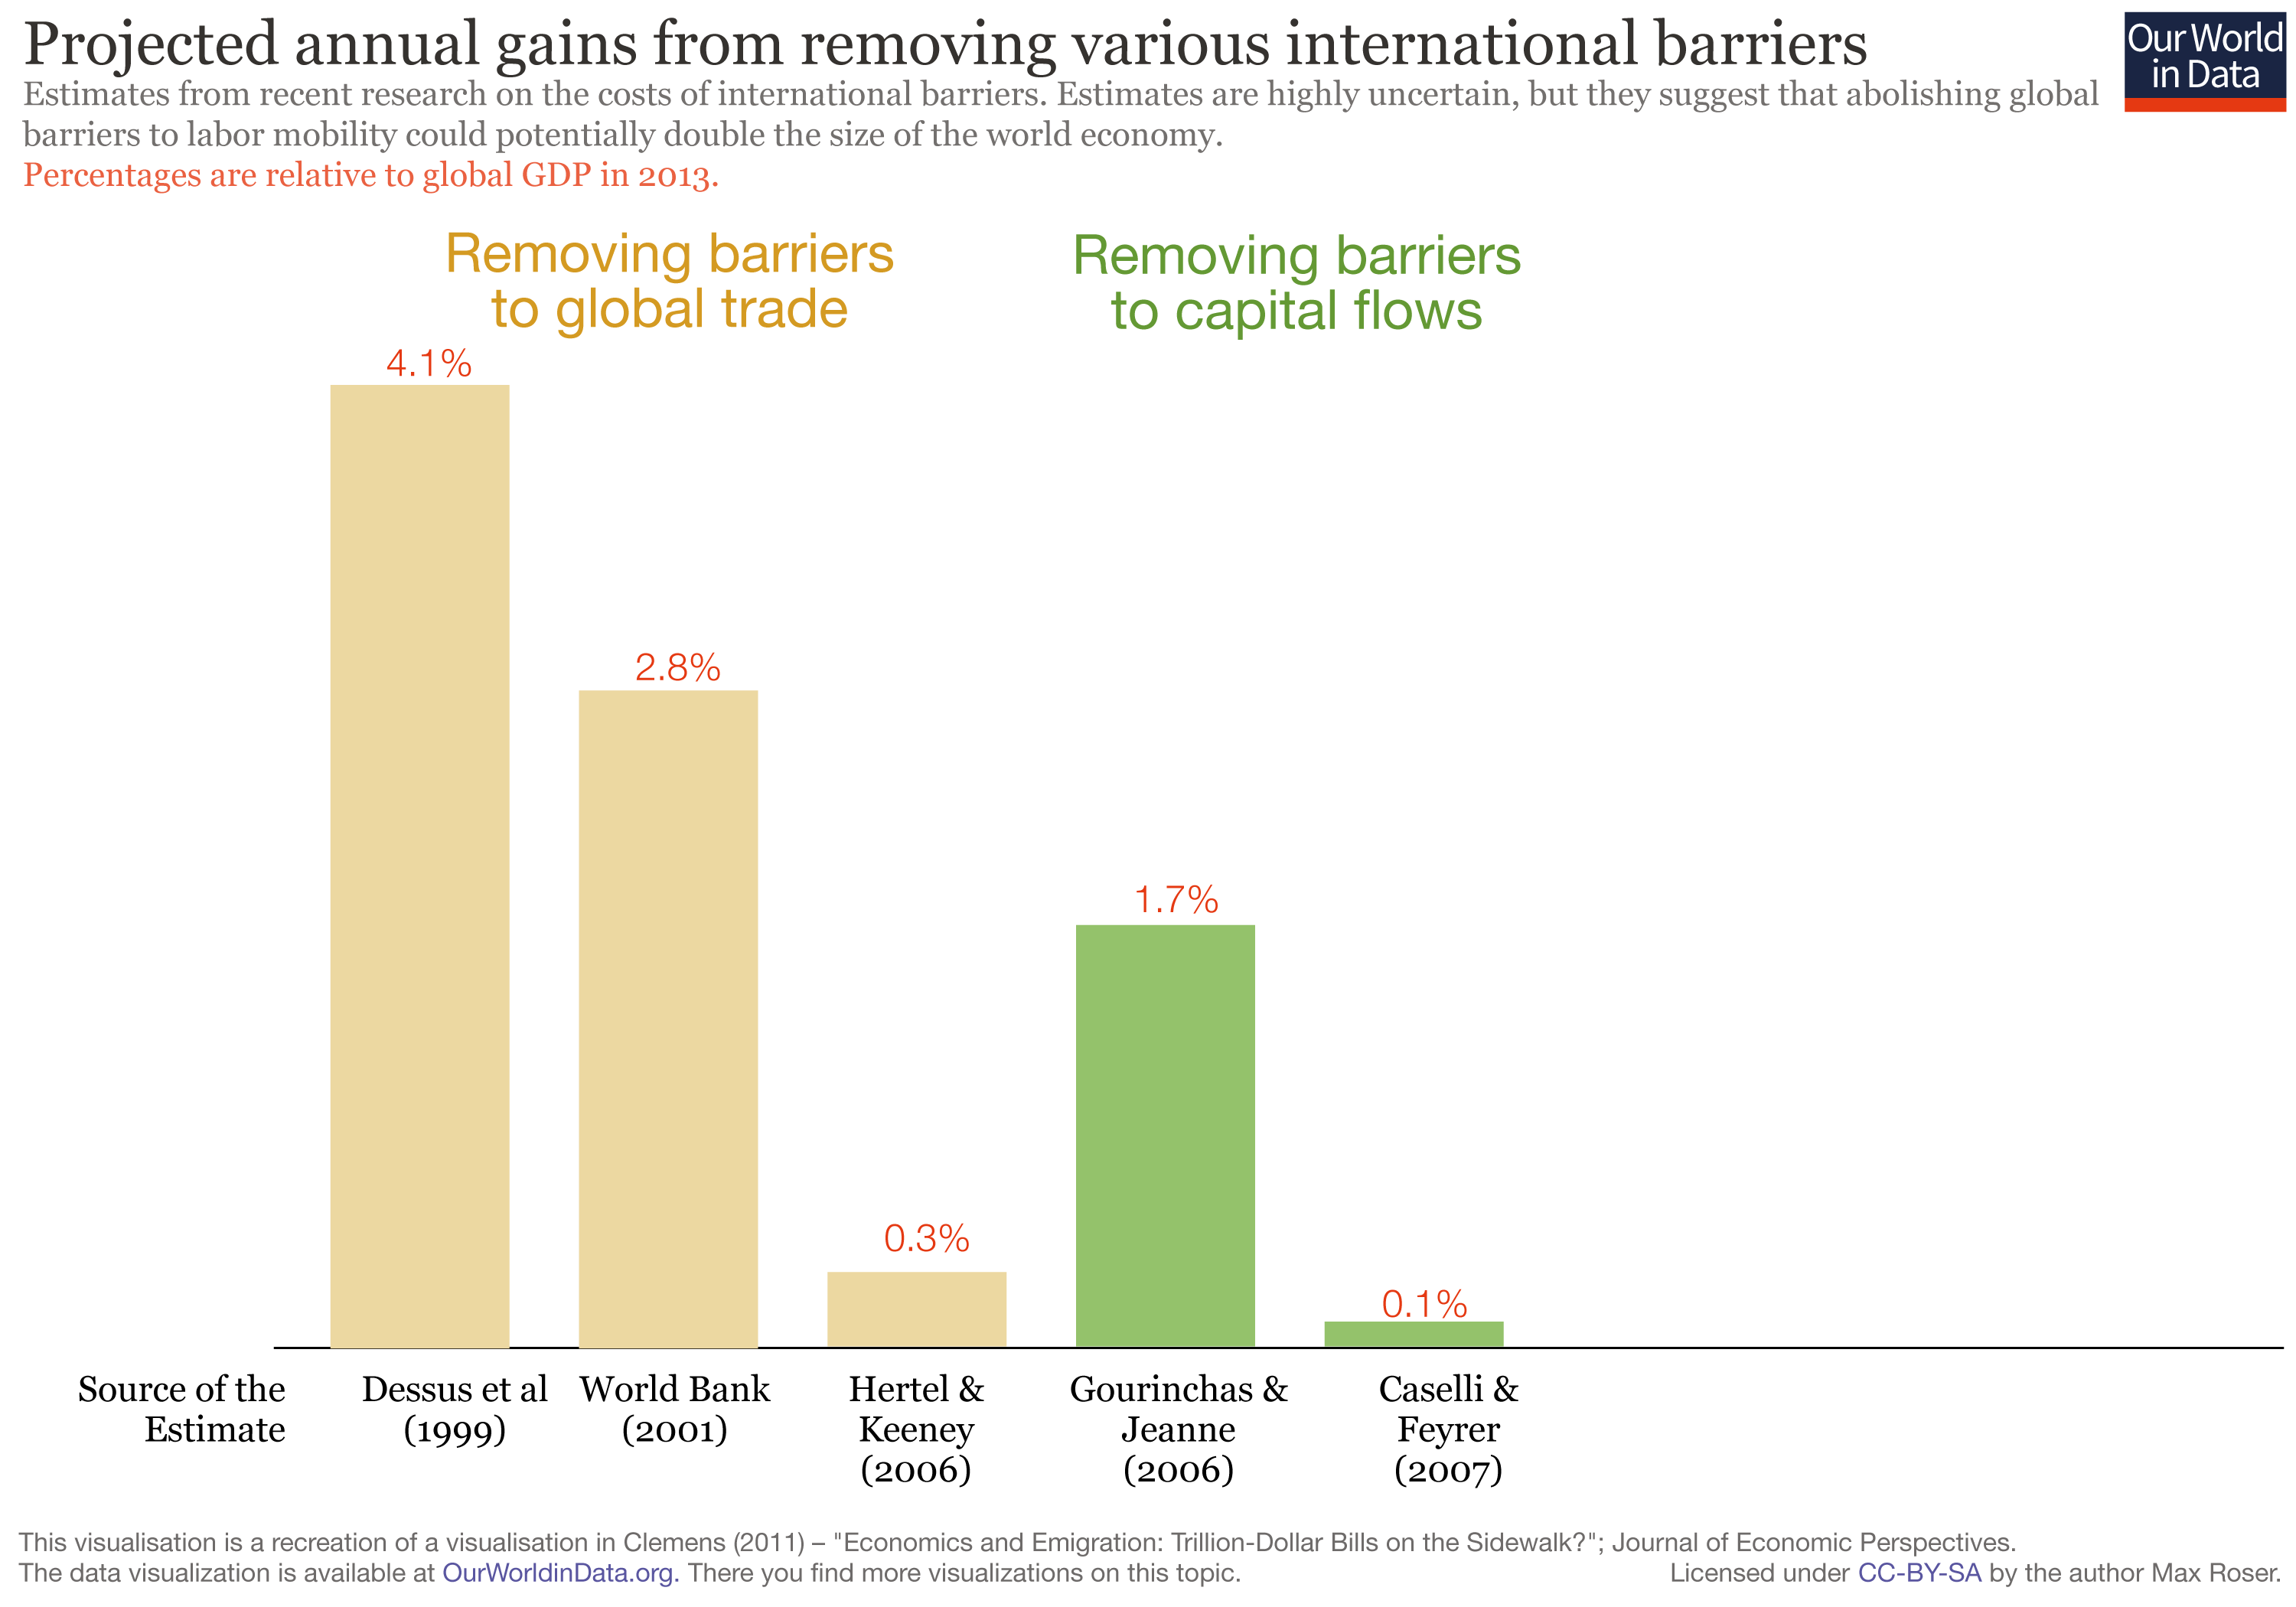 Projected annual gains from removing various international barriers
Our World
in Data
Estimates from recent research on the costs of international barriers. Estimates are highly uncertain, but they suggest that abolishing global
barriers to labor mobility could potentially double the size of the world economy.
Percentages are relative to global GDP in 2013.
Removing barriers
to global trade
Removing barriers
to capital flows
4.1%
2.8%
0.3%
1.7%
0.1%
Source of the
Estimate
Dessus et al
(1999)
World Bank
(2001)
Hertel &
Keeney
(2006)
Gourinchas &
Jeanne
(2006)
Caselli &
Feyrer
(2007)
This visualisation is a recreation of a visualisation in Clemens (2011) – "Economics and Emigration: Trillion-Dollar Bills on the Sidewalk?"; Journal of Economic Perspectives.
The data visualization is available at OurWorldinData.org. There you find more visualizations on this topic.
Licensed under CC-BY-SA by the author Max Roser.